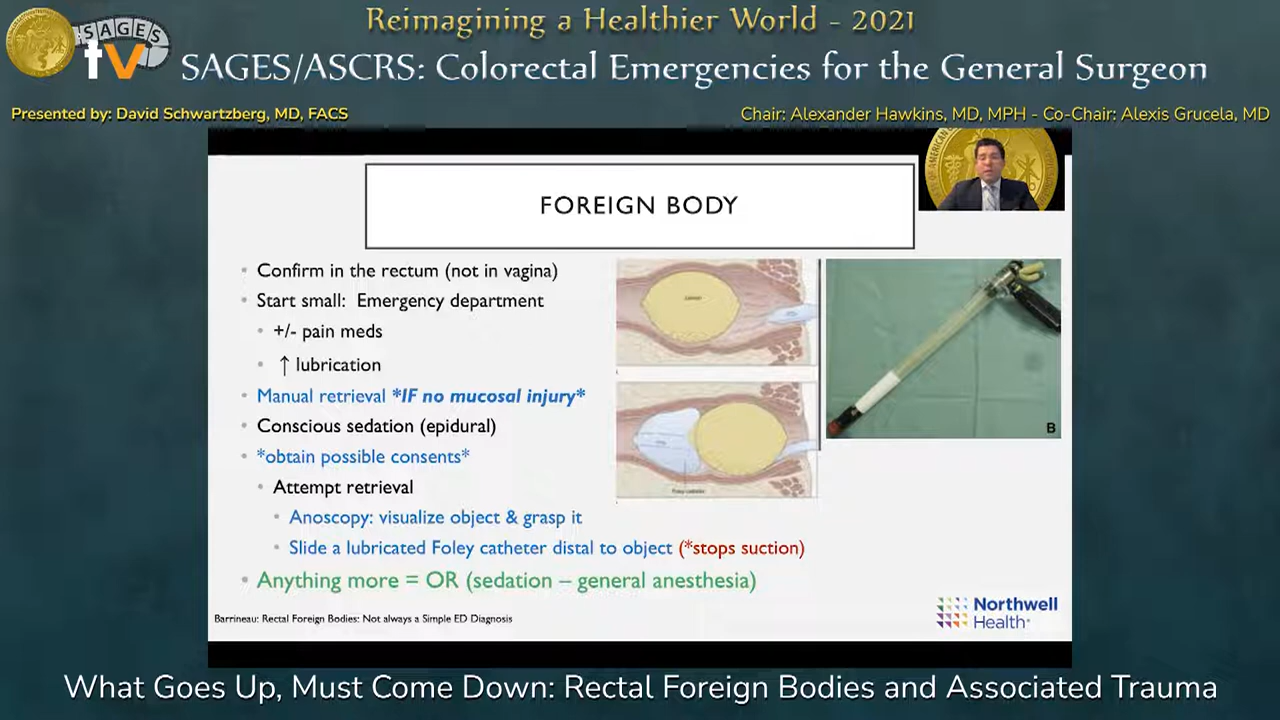 Reimagining a Healthier World - 2021
SAGES
tv
SAGES/ASCRS: Colorectal Emergencies for the General Surgeon
Presented by: David Schwartzberg, MD, FACS
Chair: Alexander Hawkins, MD, MPH - Co-Chair: Alexis Grucela, MD
FOREIGN BODY
• Confirm in the rectum (not in vagina)
• Start small: Emergency department
• +/- pain meds
• ↑ lubrication
• Manual retrieval *IF no mucosal injury*
• Conscious sedation (epidural)
• *obtain possible consents*
• Attempt retrieval
• Anoscopy: visualize object & grasp it
• Slide a lubricated Foley catheter distal to object (*stops suction)
• Anything more = OR (sedation – general anesthesia)
B
Barrineau: Rectal Foreign Bodies: Not always a Simple ED Diagnosis
Northwell
Health
What Goes Up, Must Come Down: Rectal Foreign Bodies and Associated Trauma